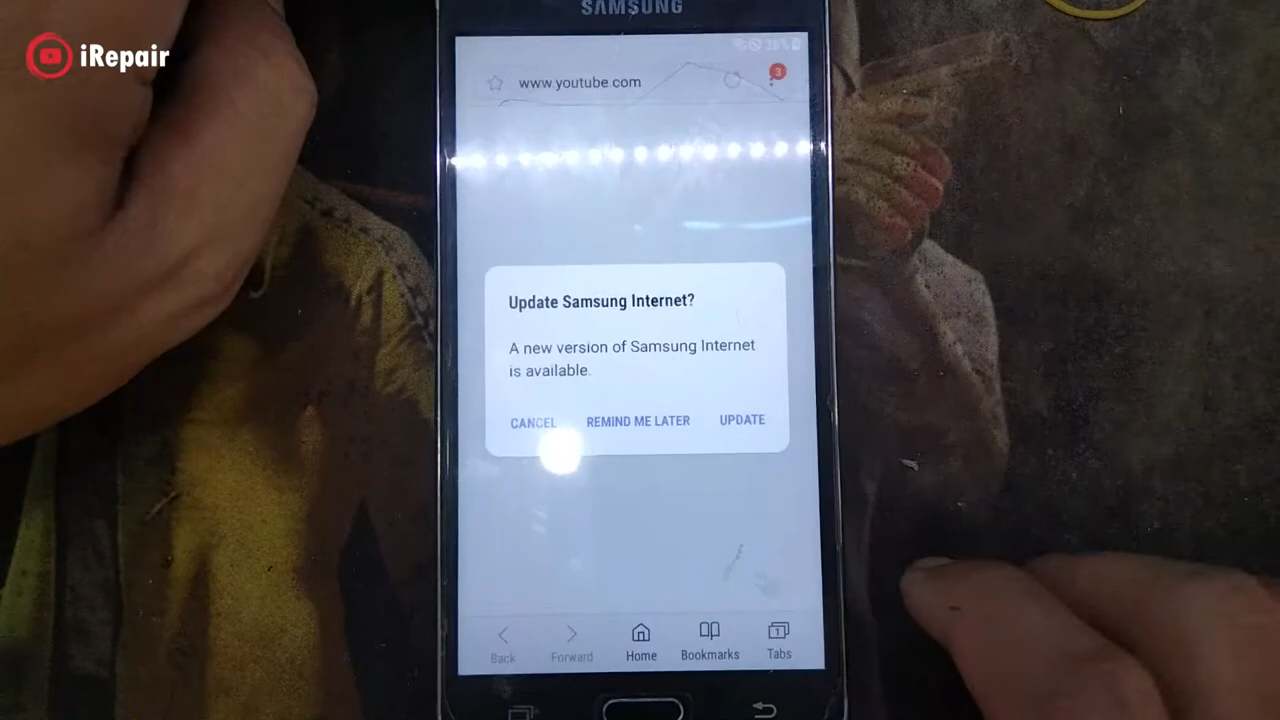 iRepair
SAMSUNG
28%
www.youtube.com
3
Update Samsung Internet?
A new version of Samsung Internet
is available.
CANCEL REMIND ME LATER UPDATE
1
Back Forward Home Bookmarks Tabs